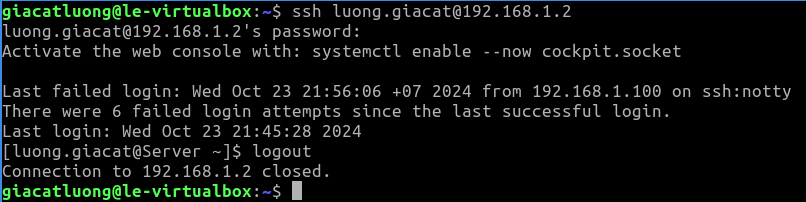 giacatluong@le-virtualbox:~$ ssh luong.giacat@192.168.1.2
luong.giacat@192.168.1.2's password:
Activate the web console with: systemctl enable --now cockpit.socket
Last failed login: Wed Oct 23 21:56:06 +07 2024 from 192.168.1.100 on ssh:notty
There were 6 failed login attempts since the last successful login.
Last login: Wed Oct 23 21:45:28 2024
[luong.giacat@Server ~]$ logout
Connection to 192.168.1.2 closed.
giacatluong@le-virtualbox:~$